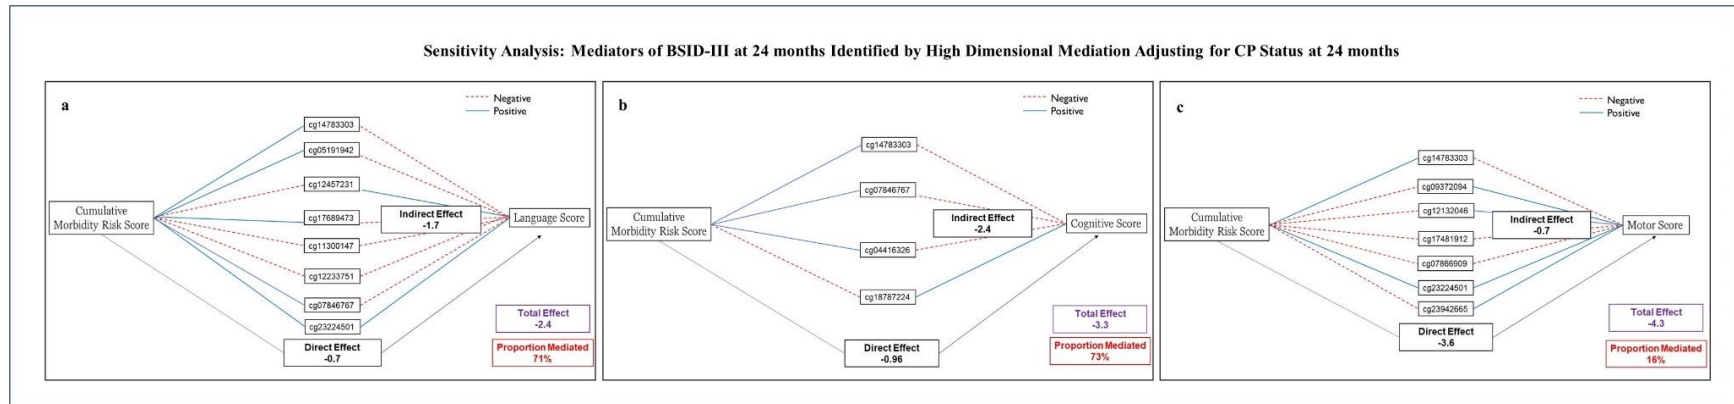 Sensitivity Analysis: Mediators of BSID-III at 24 months Identified by High Dimensional Mediation Adjusting for CP Status at 24 months
a
Negative
Positive
cg14783303
cg05191942
cg12457231
cg17689473
cg11300147
cg12233751
cg07846767
cg23224501
Cumulative
Morbidity Risk Score
Indirect Effect
-1.7
Language Score
Total Effect
-2.4
Direct Effect
-0.7
Proportion Mediated
71%
b
Negative
Positive
cg14783303
cg07846767
cg04416326
cg18787224
Cumulative
Morbidity Risk Score
Indirect Effect
-2.4
Cognitive Score
Total Effect
-3.3
Direct Effect
-0.96
Proportion Mediated
73%
c
Negative
Positive
cg14783303
cg09372094
cg12132046
cg17481912
cg07866909
cg23224501
cg23942665
Cumulative
Morbidity Risk Score
Indirect Effect
-0.7
Motor Score
Total Effect
-4.3
Direct Effect
-3.6
Proportion Mediated
16%